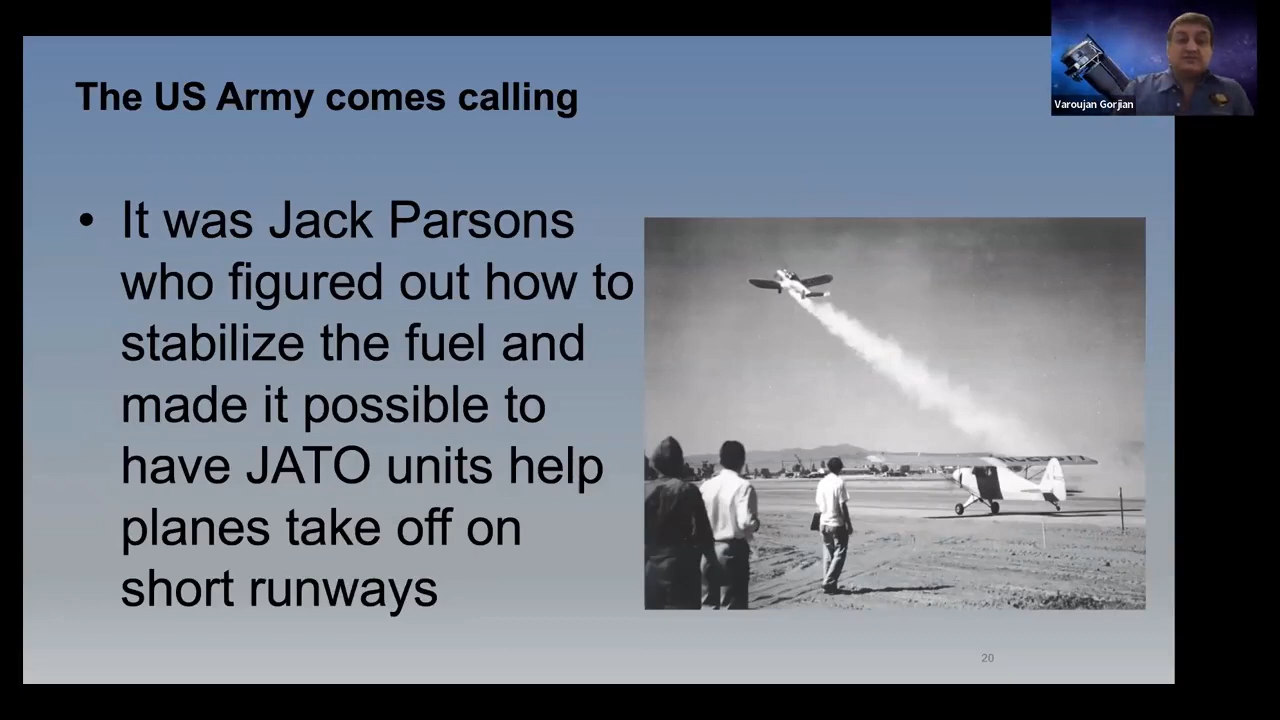 The US Army comes calling
Varoujan Gorjian
• It was Jack Parsons
who figured out how to
stabilize the fuel and
made it possible to
have JATO units help
planes take off on
short runways
20